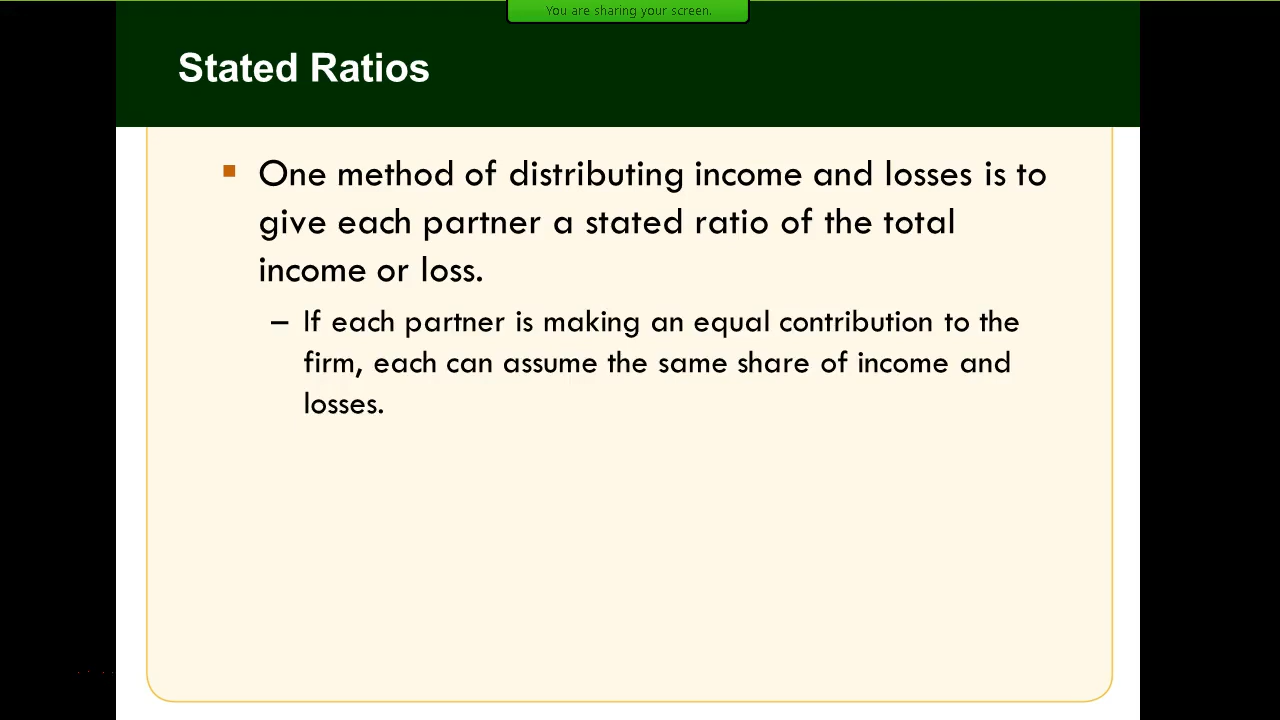 You are sharing your screen.
Stated Ratios
▪ One method of distributing income and losses is to
give each partner a stated ratio of the total
income or loss.
– If each partner is making an equal contribution to the
firm, each can assume the same share of income and
losses.